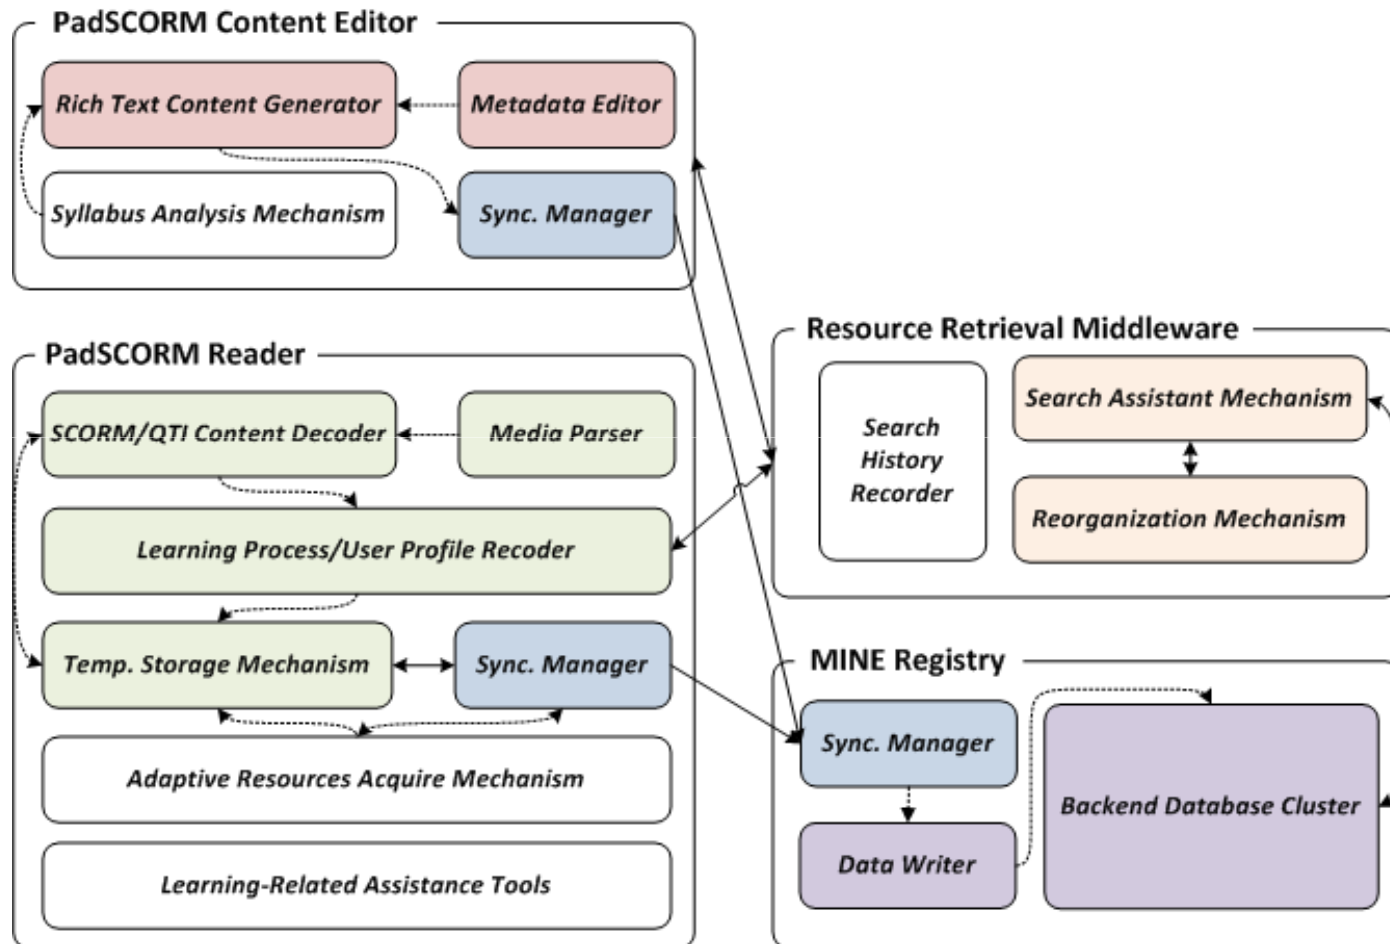 PadSCORM Content Editor
Rich Text Content Generator
Metadata Editor
Syllabus Analysis Mechanism
Sync. Manager
PadSCORM Reader
SCORM/QTI Content Decoder
Media Parser
Learning Process/User Profile Recoder
Temp. Storage Mechanism
Sync. Manager
Adaptive Resources Acquire Mechanism
Learning-Related Assistance Tools
Resource Retrieval Middleware
Search
History
Recorder
Search Assistant Mechanism
Reorganization Mechanism
MINE Registry
Sync. Manager
Data Writer
Backend Database Cluster